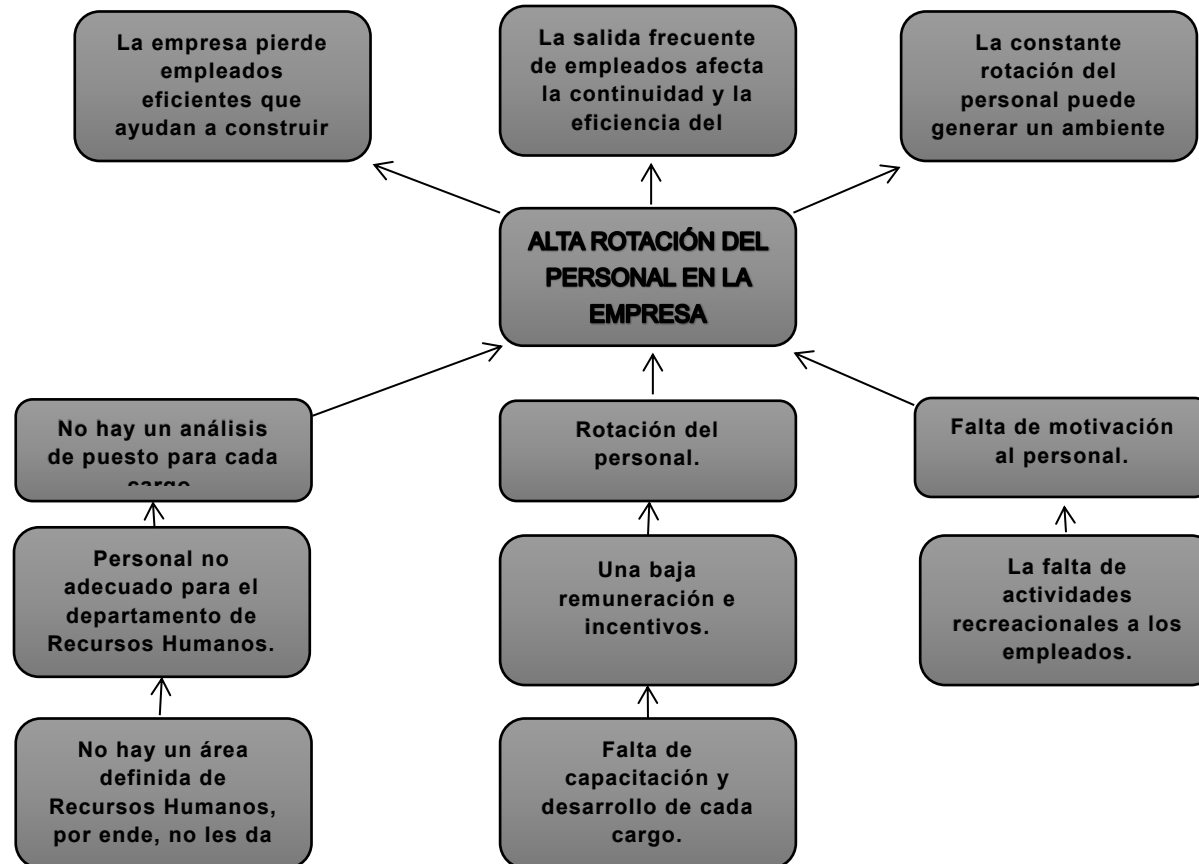 La empresa pierde
empleados
eficientes que
ayudan a construir
La salida frecuente
de empleados afecta
la continuidad y la
eficiencia del
La constante
rotación del
personal puede
generar un ambiente
ALTA ROTACIÓN DEL
PERSONAL EN LA
EMPRESA
No hay un análisis
de puesto para cada
cargo
Rotación del
personal.
Falta de motivación
al personal.
Personal no
adecuado para el
departamento de
Recursos Humanos.
Una baja
remuneración e
incentivos.
La falta de
actividades
recreacionales a los
empleados.
No hay un área
definida de
Recursos Humanos,
por ende, no les da
Falta de
capacitación y
desarrollo de cada
cargo.